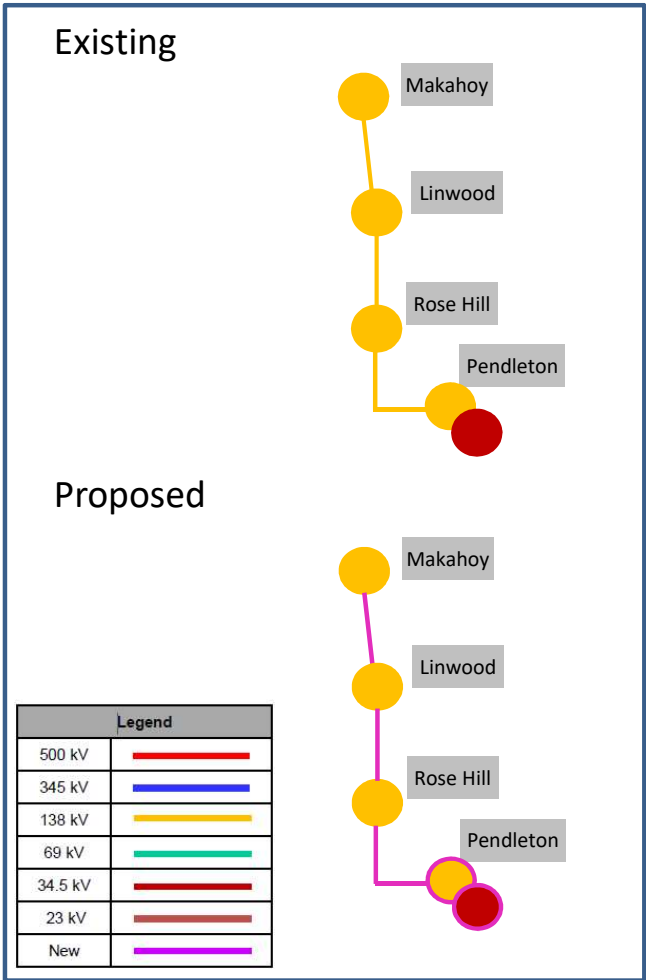 Existing
Makahoy
Linwood
Rose Hill
Pendleton
Proposed
Makahoy
Linwood
Rose Hill
Pendleton
Legend
500 kV
345 kV
138 kV
69 kV
34.5 kV
23 kV
New